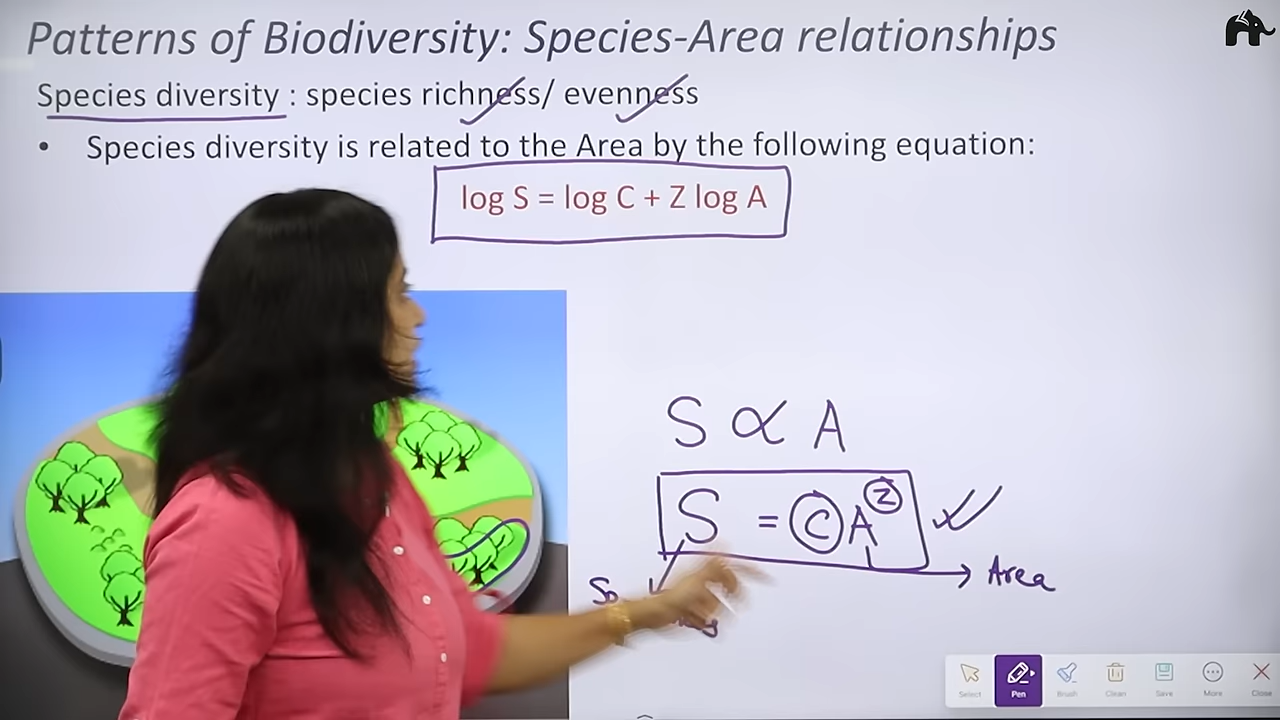 Patterns of Biodiversity: Species-Area relationships
Species diversity : species richness/ evenness
• Species diversity is related to the Area by the following equation:
log S = log C + Z log A
S ∝ A
S = C A^Z
Area
Select Pen Brush Clean Save More Close